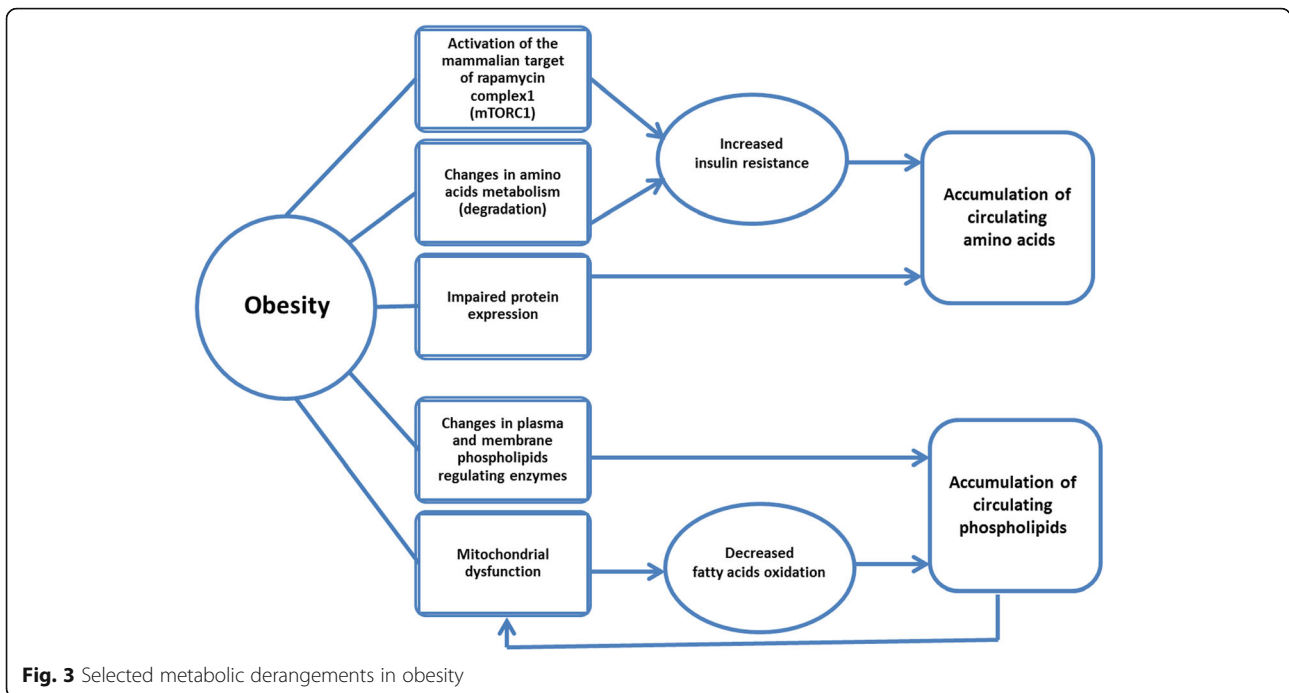 Activation of the
mammalian target
of rapamycin
complex1
(mTORC1)
Changes in amino
acids metabolism
(degradation)
Impaired protein
expression
Changes in plasma
and membrane
phospholipids
regulating enzymes
Mitochondrial
dysfunction
Obesity
Increased
insulin resistance
Decreased
fatty acids oxidation
Accumulation of
circulating
amino acids
Accumulation of
circulating
phospholipids
Fig. 3 Selected metabolic derangements in obesity